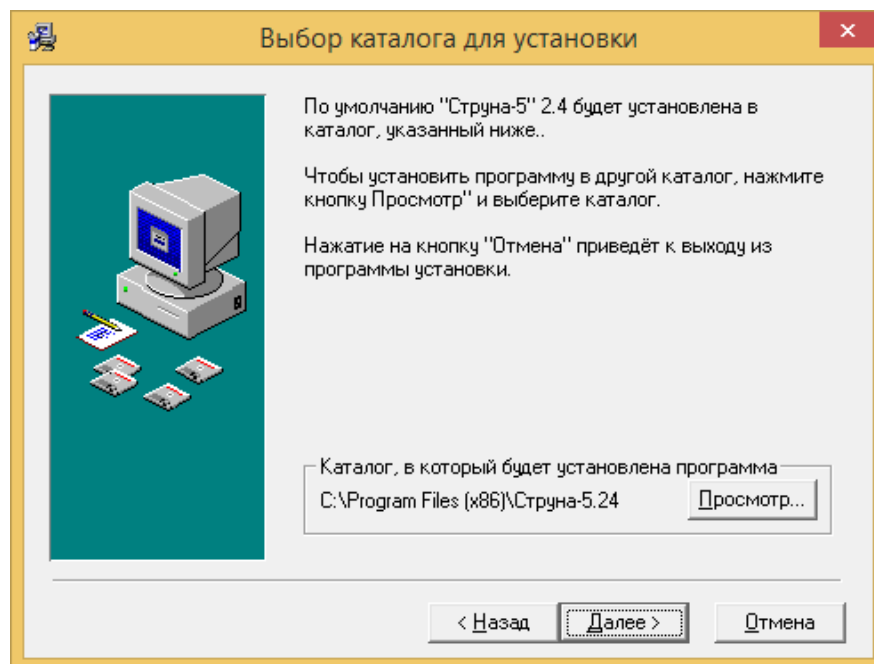 Выбор каталога для установки
По умолчанию "Струна-5" 2.4 будет установлена в
каталог, указанный ниже..
Чтобы установить программу в другой каталог, нажмите
кнопку Просмотр" и выберите каталог.
Нажатие на кнопку "Отмена" приведёт к выходу из
программы установки.
Каталог, в который будет установлена программа
C:\Program Files (x86)\Струна-5.24
Просмотр...
< Назад
Далее >
Отмена